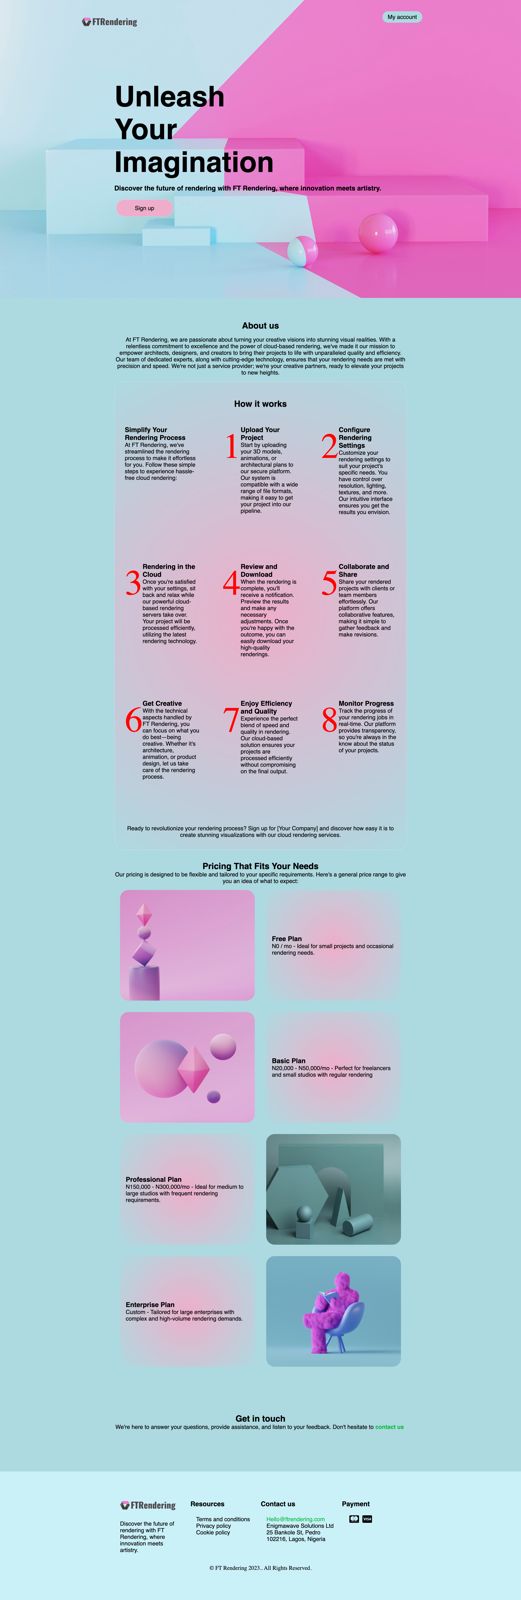 FTRendering
My account
Unleash
Your
Imagination
Discover the future of rendering with FT Rendering, where innovation meets artistry.
Sign up
About us
At FT Rendering, we are passionate about turning your creative visions into stunning visual realities. With a
relentless commitment to excellence and the power of cloud-based rendering, we've made it our mission to
empower architects, designers, and creators to bring their projects to life with unparalleled quality and efficiency.
Our team of dedicated experts, along with cutting-edge technology, ensures that your rendering needs are met with
precision and speed. We're not just a service provider; we're your creative partners, ready to elevate your projects
to new heights.
How it works
Simplify Your
Rendering Process
At FT Rendering, we've
streamlined the rendering
process to make it effortless
for you. Follow these simple
steps to experience hassle-
free cloud rendering:
1
Upload Your
Project
Start by uploading
your 3D models,
animations, or
architectural plans to
our secure platform.
Our system is
compatible with a wide
range of file formats,
making it easy to get
your project into our
pipeline.
2
Configure
Rendering
Settings
Customize your
rendering settings to
suit your project's
specific needs. You
have control over
resolution, lighting,
textures, and more.
Our intuitive interface
ensures you get the
results you envision.
3
Rendering in the
Cloud
Once you're satisfied
with your settings, sit
back and relax while
our powerful cloud-
based rendering
servers take over.
Your project will be
processed efficiently,
utilizing the latest
rendering technology.
4
Review and
Download
When the rendering is
complete, you'll
receive a notification.
Preview the results
and make any
necessary
adjustments. Once
you're happy with the
outcome, you can
easily download your
high-quality
renderings.
5
Collaborate and
Share
Share your rendered
projects with clients or
team members
effortlessly. Our
platform offers
collaborative features,
making it simple to
gather feedback and
make revisions.
6
Get Creative
With the technical
aspects handled by
FT Rendering, you
can focus on what you
do best—being
creative. Whether it's
architecture,
animation, or product
design, let us take
care of the rendering
process.
7
Enjoy Efficiency
and Quality
Experience the perfect
blend of speed and
quality in rendering.
Our cloud-based
solution ensures your
projects are
processed efficiently
without compromising
on the final output.
8
Monitor Progress
Track the progress of
your rendering jobs in
real-time. Our platform
provides transparency,
so you're always in the
know about the status
of your projects.
Ready to revolutionize your rendering process? Sign up for [Your Company] and discover how easy it is to
create stunning visualizations with our cloud rendering services.
Pricing That Fits Your Needs
Our pricing is designed to be flexible and tailored to your specific requirements. Here's a general price range to give
you an idea of what to expect:
Free Plan
N0 / mo - Ideal for small projects and occasional
rendering needs.
Basic Plan
N20,000 - N50,000/mo - Perfect for freelancers
and small studios with regular rendering
Professional Plan
N150,000 - N300,000/mo - Ideal for medium to
large studios with frequent rendering
requirements.
Enterprise Plan
Custom - Tailored for large enterprises with
complex and high-volume rendering demands.
Get in touch
We're here to answer your questions, provide assistance, and listen to your feedback. Don't hesitate to contact us
FTRendering
Discover the future of
rendering with FT
Rendering, where
innovation meets
artistry.
Resources
Terms and conditions
Privacy policy
Cookie policy
Contact us
Hello@ftrendering.com
Enigmawave Solutions Ltd
25 Bankole St, Pedro
102216, Lagos, Nigeria
Payment
VISA
© FT Rendering 2023.. All Rights Reserved.